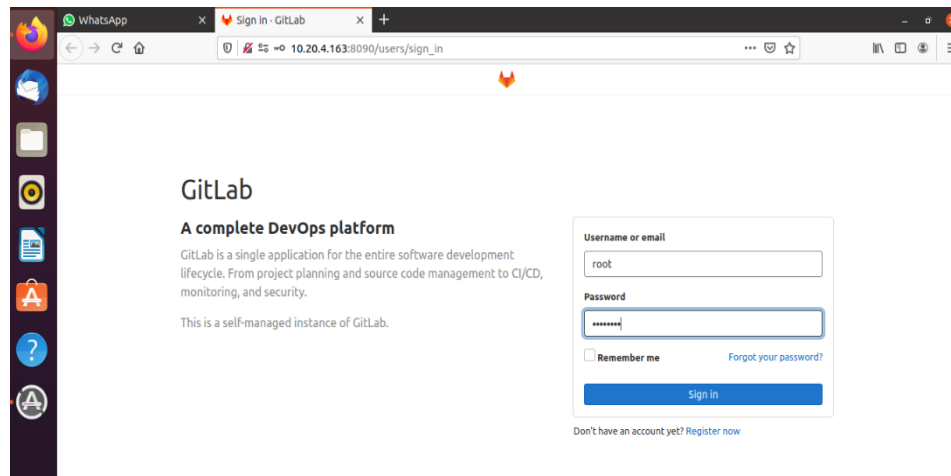 WhatsApp
Sign in · GitLab
10.20.4.163:8090/users/sign_in
GitLab
A complete DevOps platform
GitLab is a single application for the entire software development
lifecycle. From project planning and source code management to CI/CD,
monitoring, and security.
This is a self-managed instance of GitLab.
Username or email
root
Password
••••••••
Remember me
Forgot your password?
Sign in
Don't have an account yet? Register now